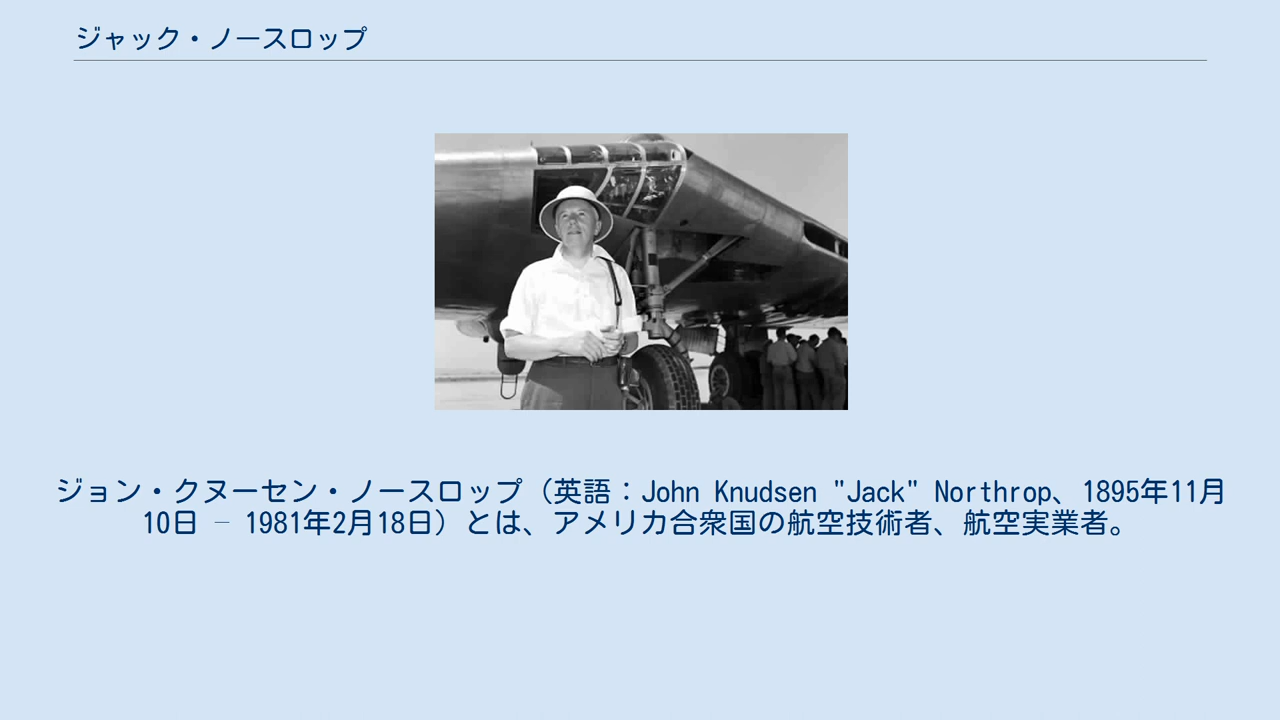 ジャック・ノースロップ
ジョン・クヌーセン・ノースロップ（英語：John Knudsen "Jack" Northrop、1895年11月
10日 – 1981年2月18日）とは、アメリカ合衆国の航空技術者、航空実業者。